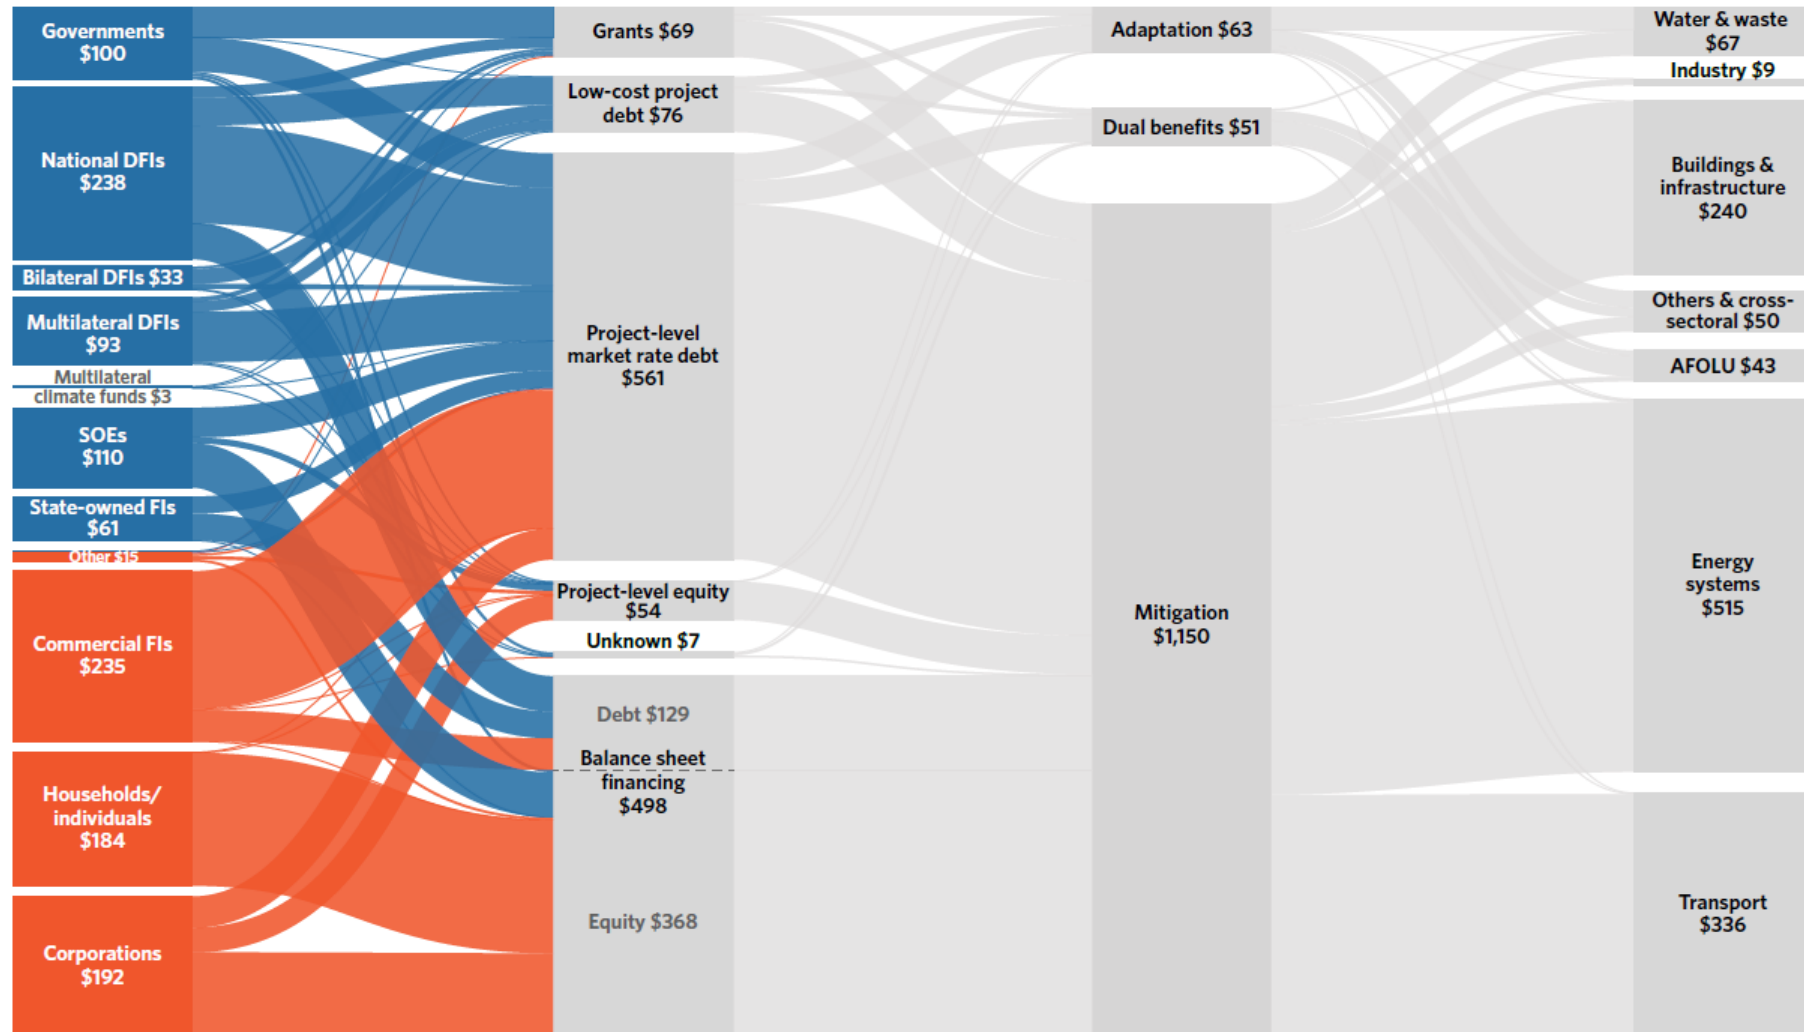 Governments
$100
National DFIs
$238
Bilateral DFIs $33
Multilateral DFIs
$93
Multilateral
climate funds $3
SOEs
$110
State-owned FIs
$61
Other $15
Commercial FIs
$235
Households/
individuals
$184
Corporations
$192
Grants $69
Low-cost project
debt $76
Project-level
market rate debt
$561
Project-level equity
$54
Unknown $7
Debt $129
Balance sheet
financing
$498
Equity $368
Adaptation $63
Dual benefits $51
Mitigation
$1,150
Water & waste
$67
Industry $9
Buildings &
infrastructure
$240
Others & cross-
sectoral $50
AFOLU $43
Energy
systems
$515
Transport
$336